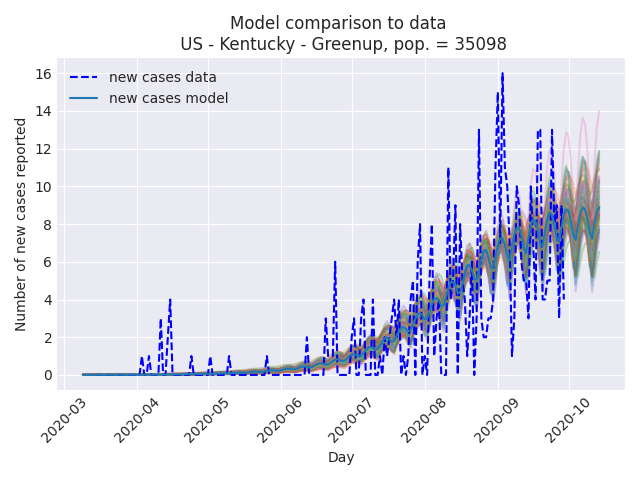 Model comparison to data
US - Kentucky - Greenup, pop. = 35098
new cases data
new cases model
Number of new cases reported
16
14
12
10
8
6
4
2
0
2020-03
2020-04
2020-05
2020-06
2020-07
2020-08
2020-09
2020-10
Day